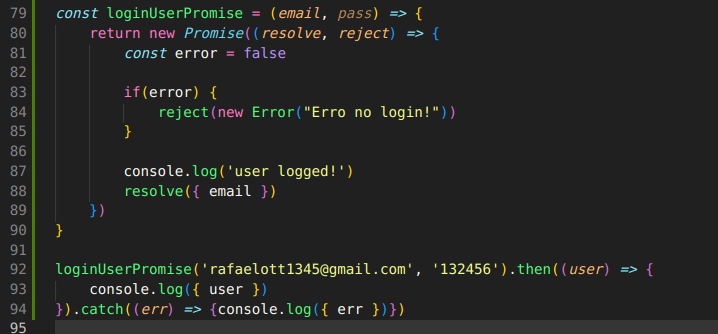 79 const loginUserPromise = (email, pass) => {
80     return new Promise((resolve, reject) => {
81         const error = false
82
83         if(error) {
84             reject(new Error("Erro no login!"))
85         }
86
87         console.log('user logged!')
88         resolve({ email })
89     })
90 }
91
92 loginUserPromise('rafaelott1345@gmail.com', '132456').then((user) => {
93     console.log({ user })
94 }).catch((err) => {console.log({ err })})
95